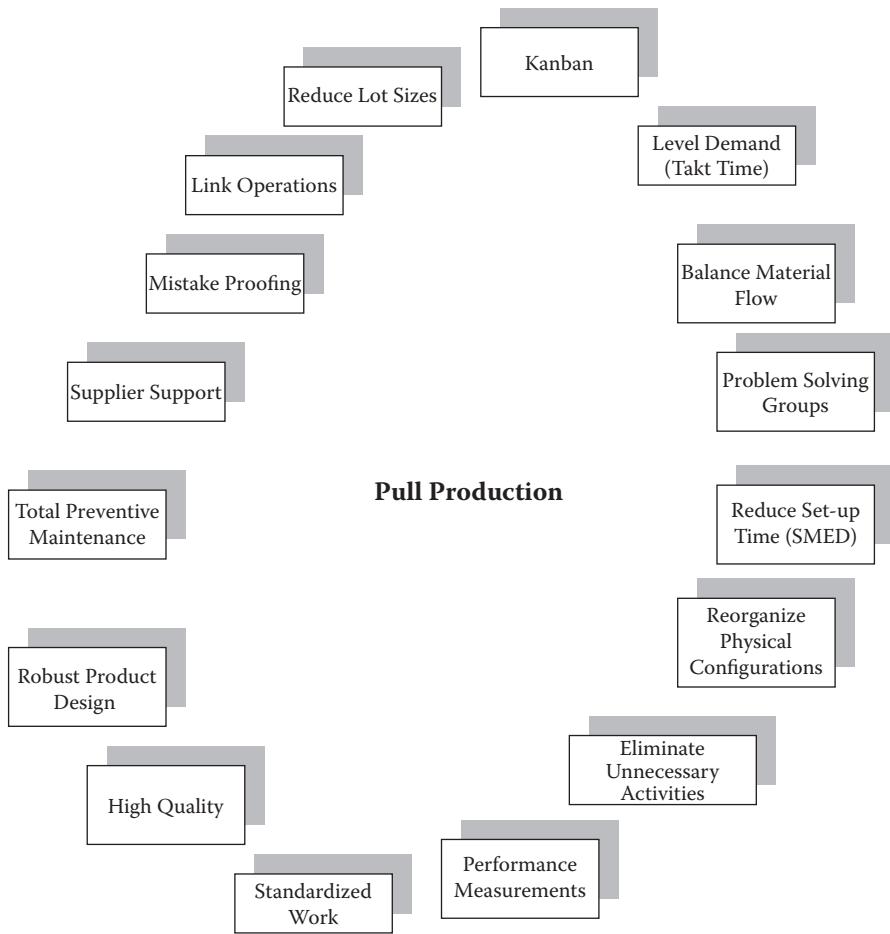 Kanban
Reduce Lot Sizes
Level Demand
(Takt Time)
Link Operations
Balance Material
Flow
Mistake Proofing
Problem Solving
Groups
Supplier Support
Pull Production
Reduce Set-up
Time (SMED)
Total Preventive
Maintenance
Reorganize
Physical
Configurations
Robust Product
Design
Eliminate
Unnecessary
Activities
High Quality
Performance
Measurements
Standardized
Work